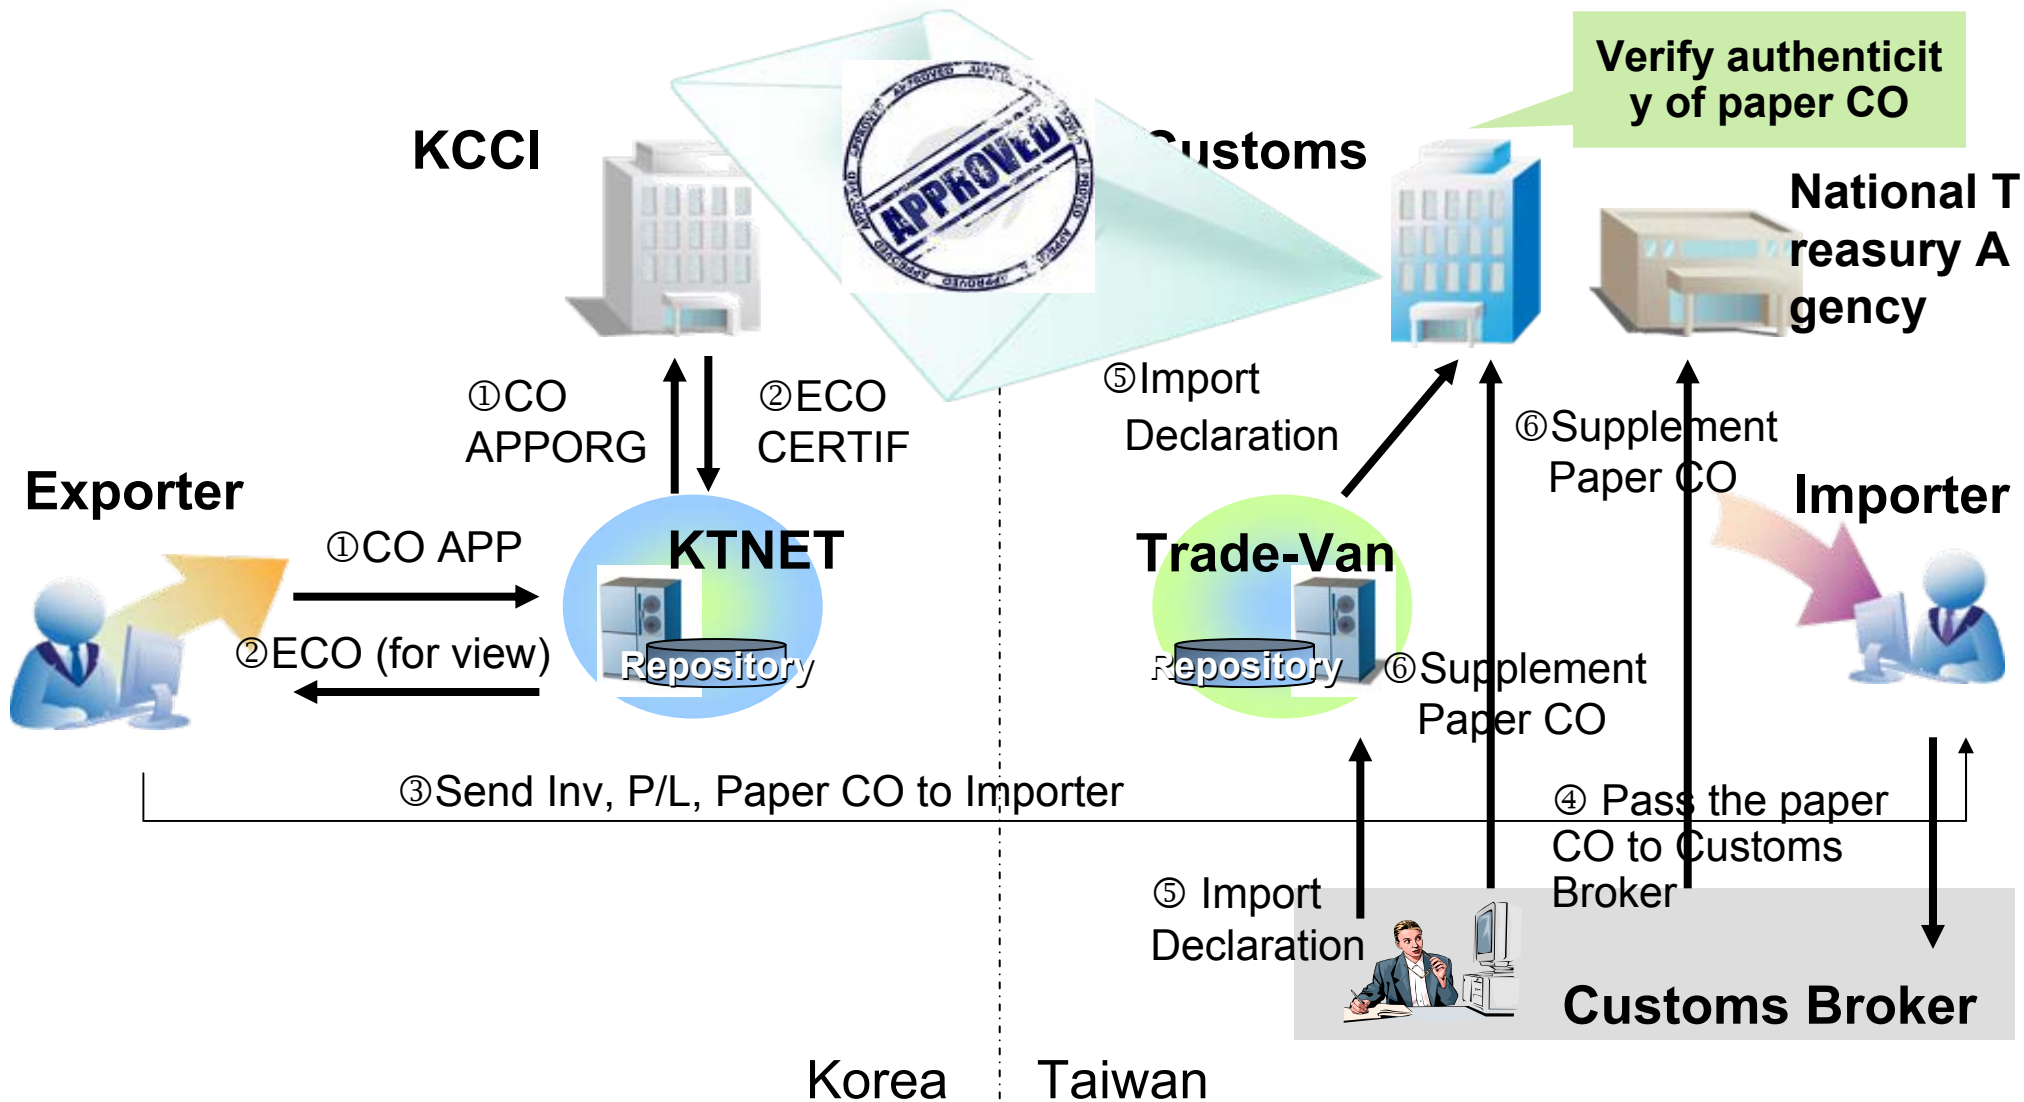 Verify authenticit
y of paper CO
KCCI
ustoms
APPROVED
National T
reasury A
gency
①CO
APPORG
②ECO
CERTIF
⑤Import
Declaration
⑥Supplement
Paper CO
Exporter
Importer
①CO APP
KTNET
Trade-Van
②ECO (for view)
Repository
Repository
⑥Supplement
Paper CO
③Send Inv, P/L, Paper CO to Importer
④ Pass the paper
CO to Customs
Broker
⑤ Import
Declaration
Customs Broker
Korea
Taiwan